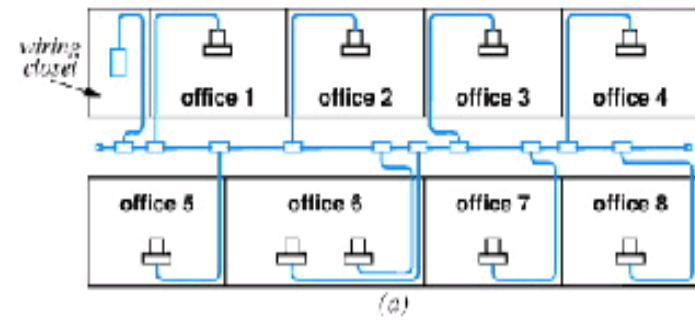 wiring
closet
office 1
office 2
office 3
office 4
office 5
office 6
office 7
office 8
(a)